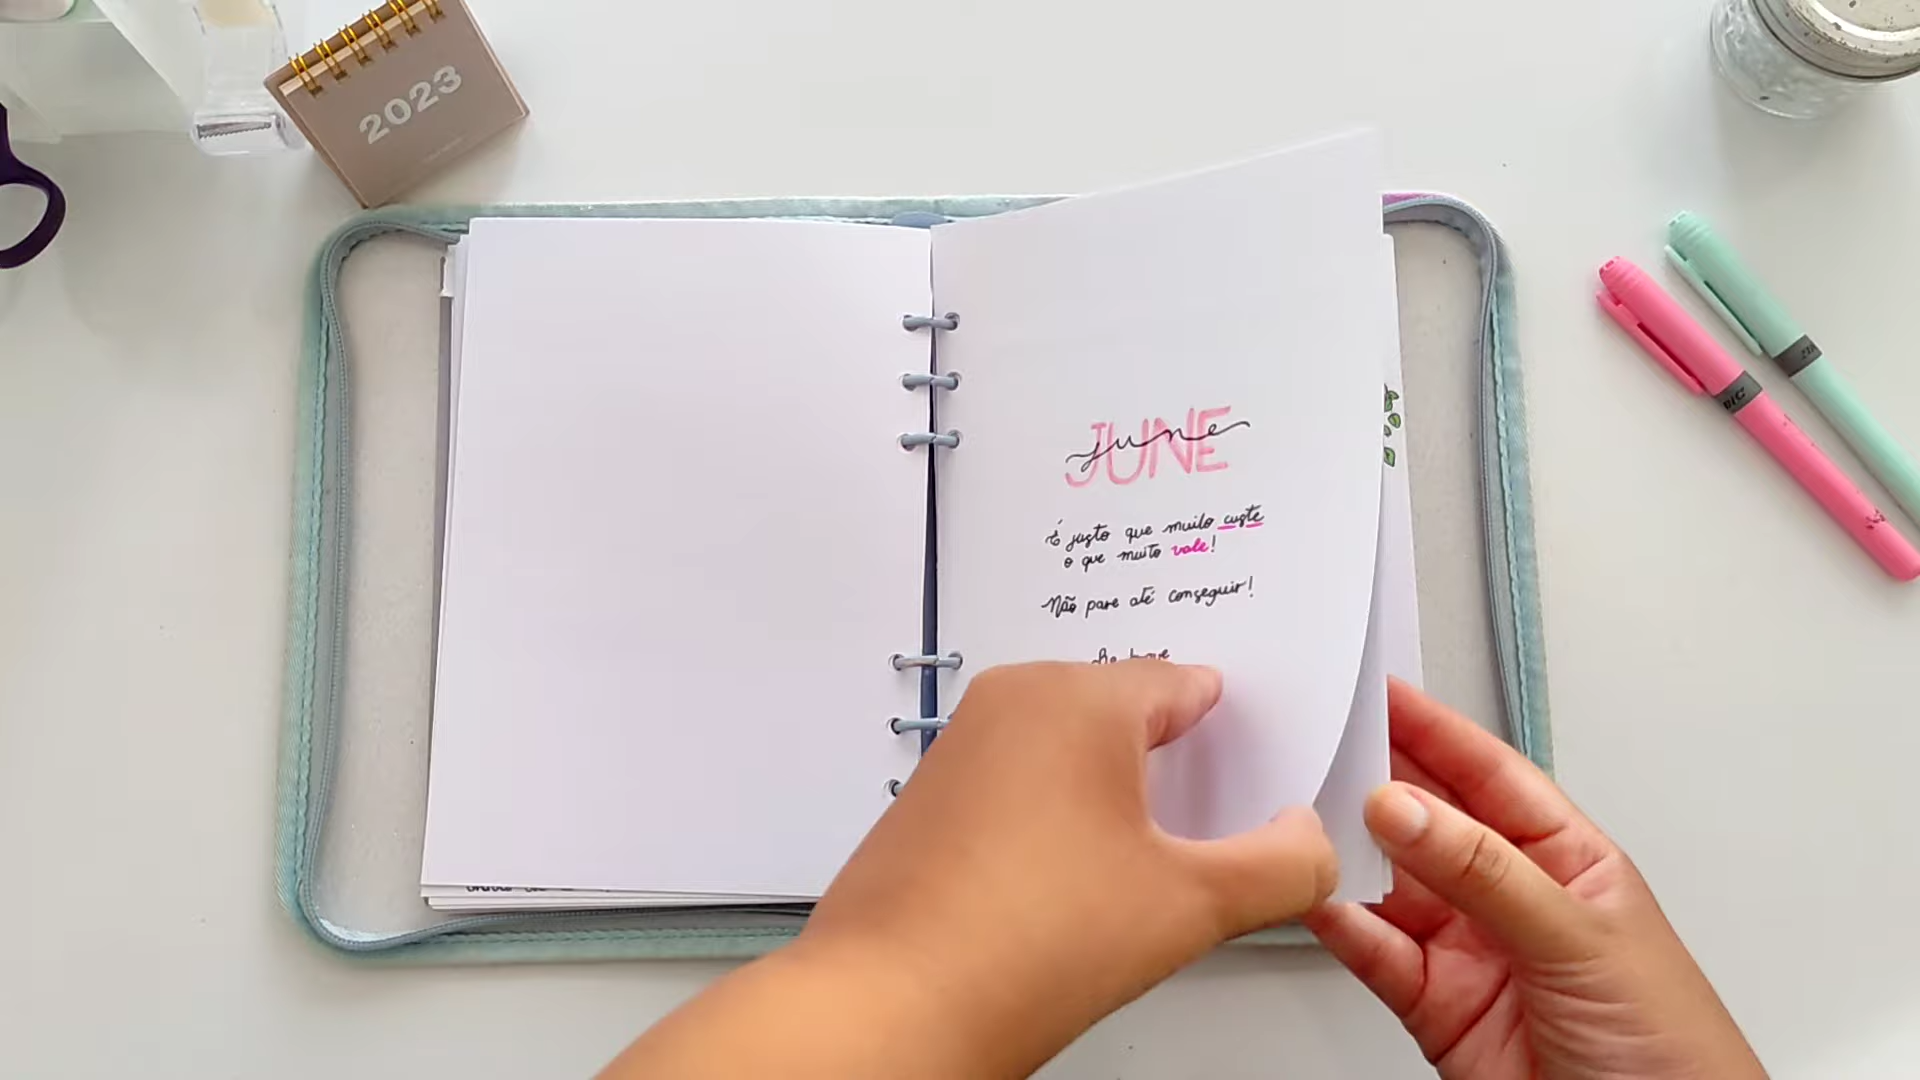 2023
JUNE
june
É justo que muito custe
o que muito vale!
Não pare até conseguir!
BIC